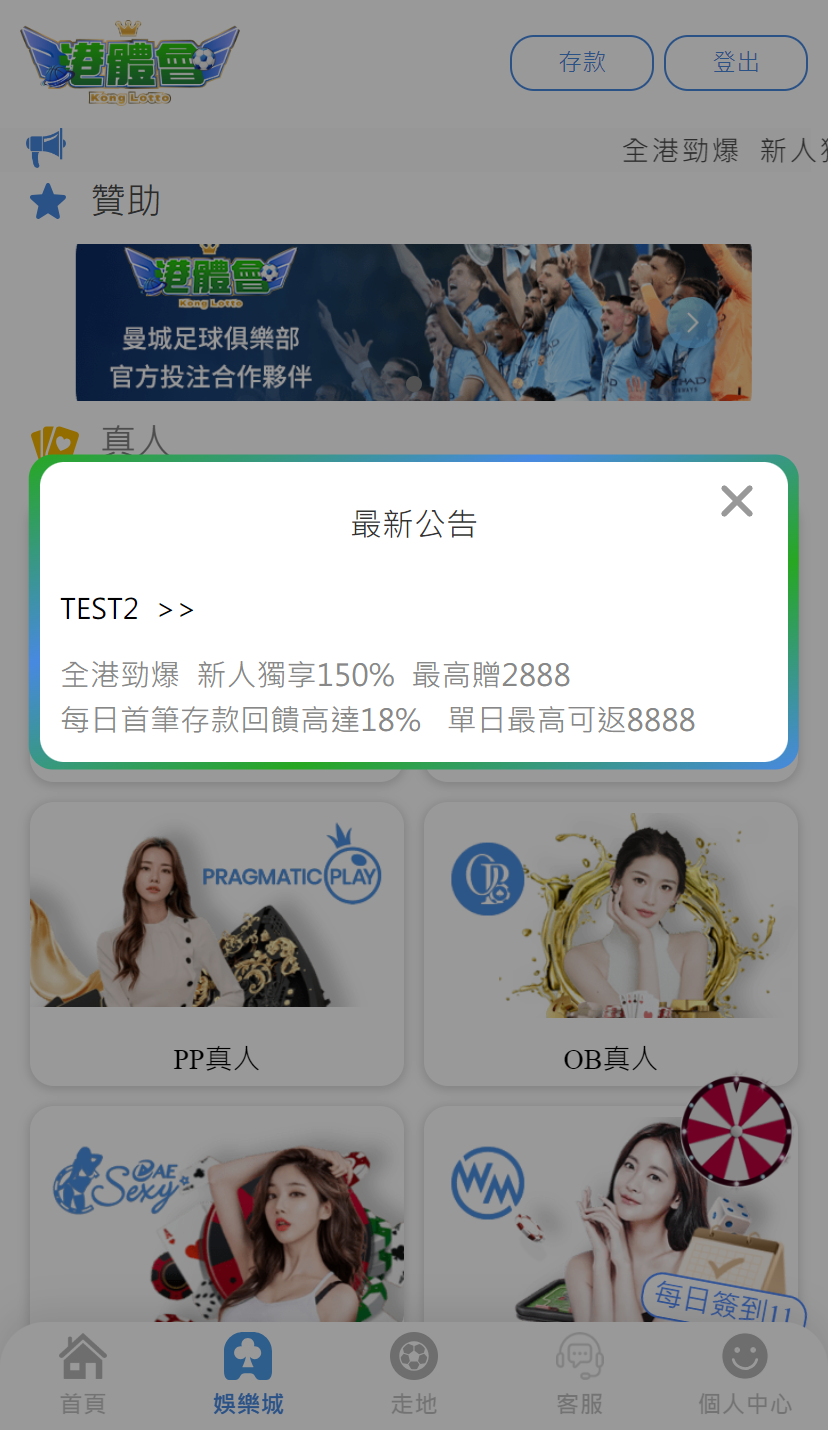 港體會
Kong Lotto
存款
登出
全港勁爆 新人
贊助
港體會
Kong Lotto
曼城足球俱樂部
官方投注合作夥伴
真人
最新公告
TEST2 >>
全港勁爆 新人獨享150% 最高贈2888
每日首筆存款回饋高達18% 單日最高可返8888
PRAGMATIC PLAY
OB
PP真人
OB真人
AE
Sexy
WM
每日簽到11
首頁
娛樂城
走地
客服
個人中心